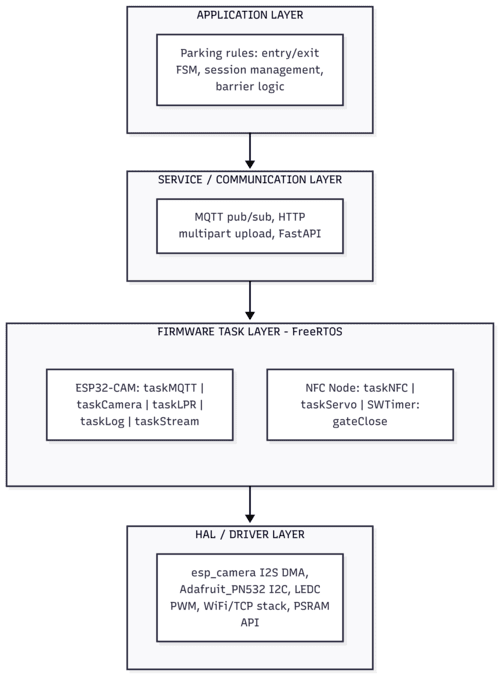 APPLICATION LAYER
Parking rules: entry/exit
FSM, session management,
barrier logic
SERVICE / COMMUNICATION LAYER
MQTT pub/sub, HTTP
multipart upload, FastAPI
FIRMWARE TASK LAYER - FreeRTOS
ESP32-CAM: taskMQTT |
taskCamera | taskLPR |
taskLog | taskStream
NFC Node: taskNFC |
taskServo | SWTimer:
gateClose
HAL / DRIVER LAYER
esp_camera I2S DMA,
Adafruit_PN532 I2C, LEDC
PWM, WiFi/TCP stack, PSRAM
API